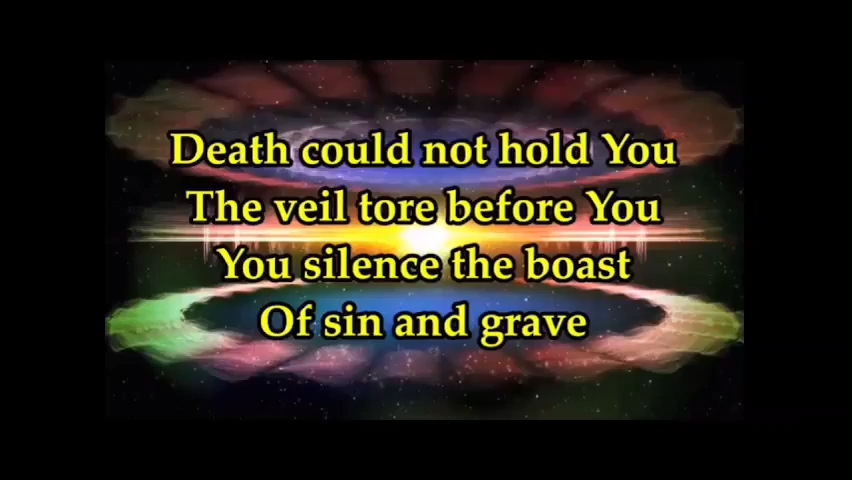 Death could not hold You
The veil tore before You
You silence the boast
Of sin and grave